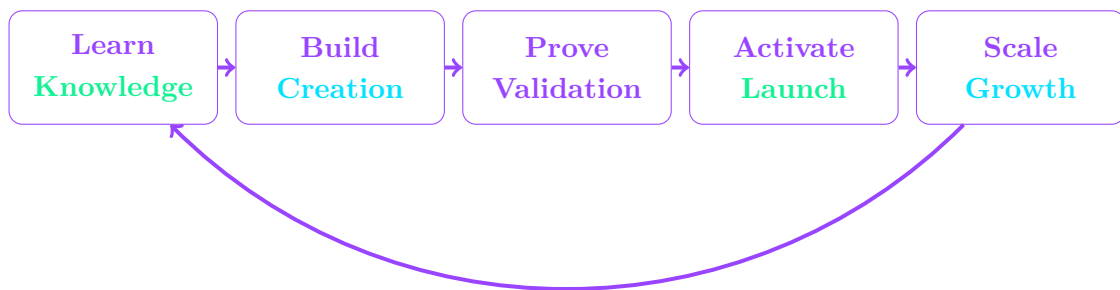 Learn
Knowledge
Build
Creation
Prove
Validation
Activate
Launch
Scale
Growth